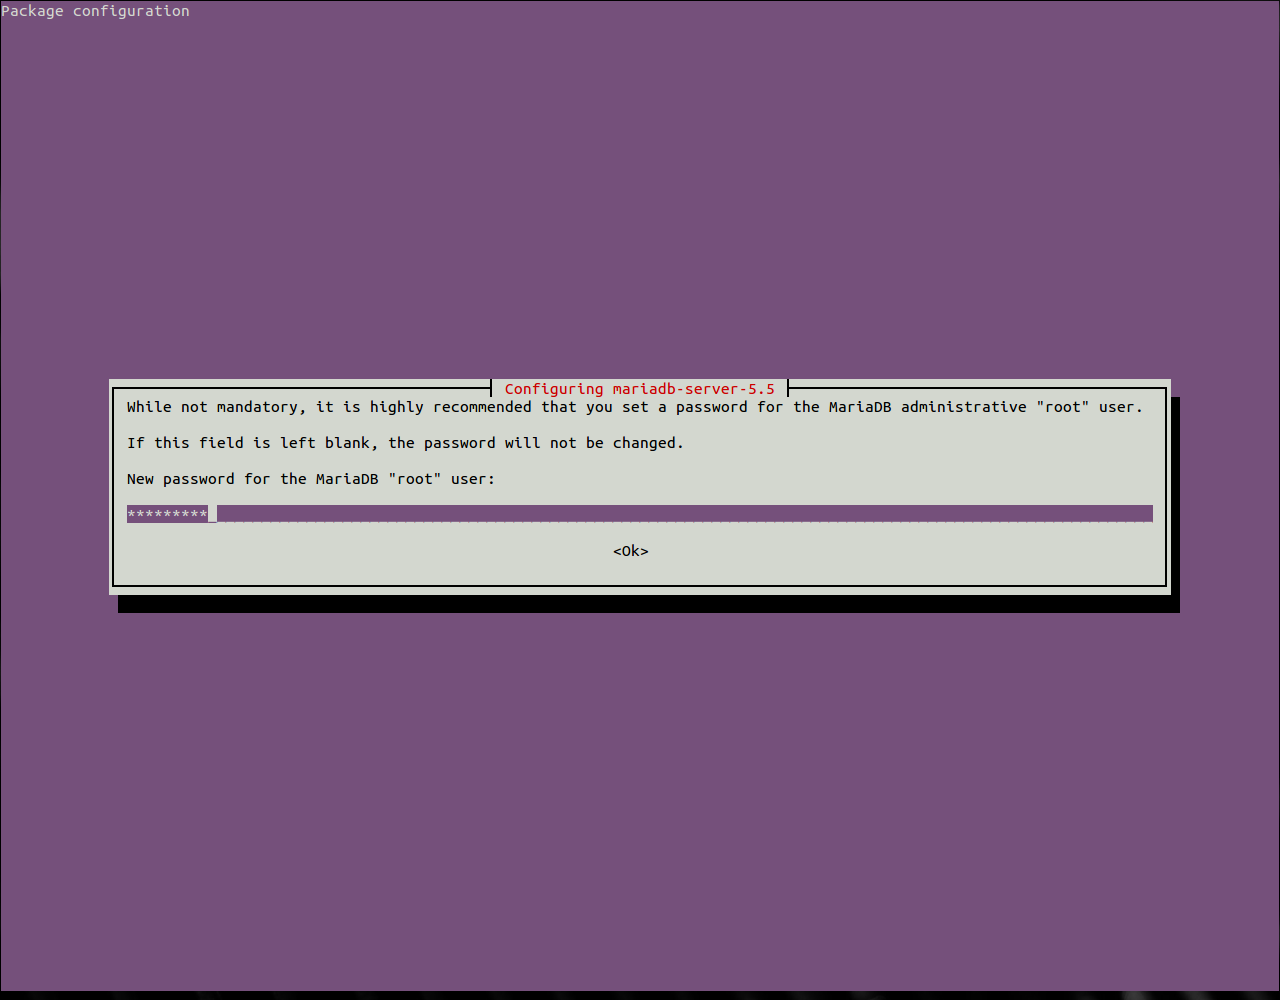 Package configuration
Configuring mariadb-server-5.5
While not mandatory, it is highly recommended that you set a password for the MariaDB administrative "root" user.
If this field is left blank, the password will not be changed.
New password for the MariaDB "root" user:
*********
<Ok>